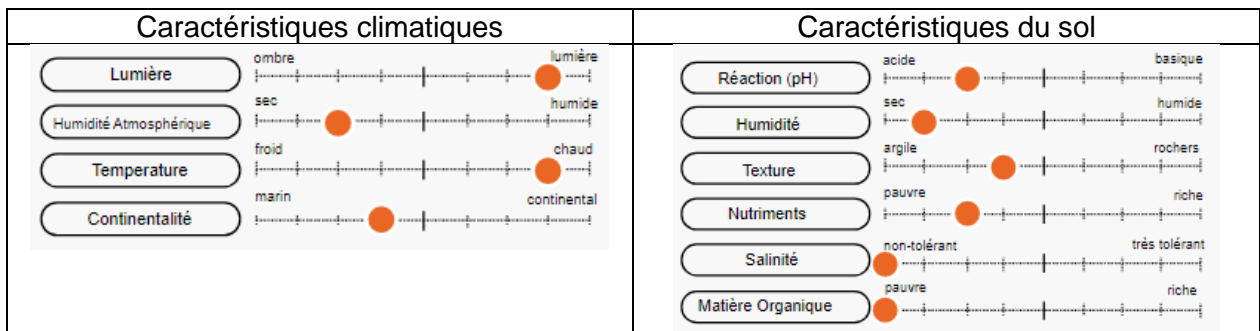 Caractéristiques climatiques
ombre lumière
Lumière
sec humide
Humidité Atmosphérique
froid chaud
Temperature
marin continental
Continentalité
Caractéristiques du sol
acide basique
Réaction (pH)
sec humide
Humidité
argile rochers
Texture
pauvre riche
Nutriments
non-tolérant très tolérant
Salinité
pauvre riche
Matière Organique